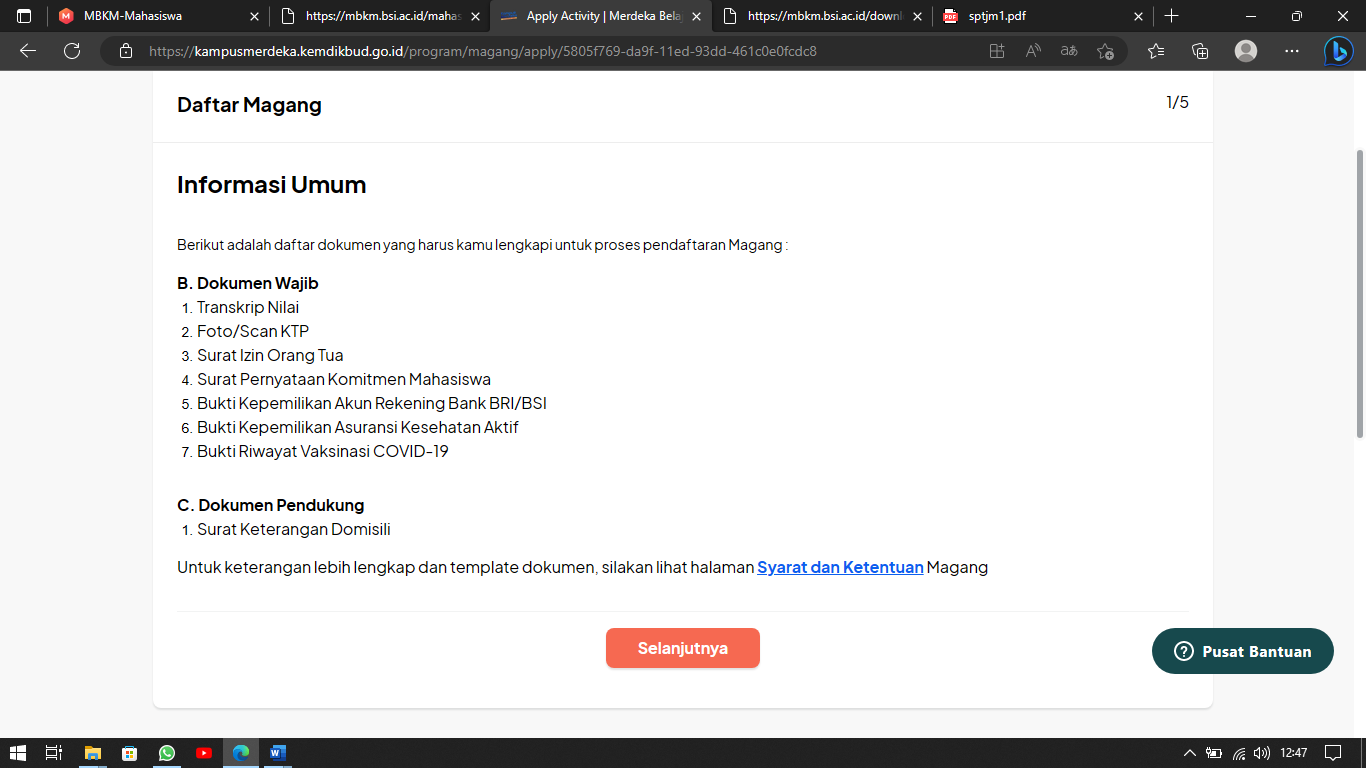 MBKM-Mahasiswa
https://mbkm.bsi.ac.id/mahas
Apply Activity | Merdeka Bela
https://mbkm.bsi.ac.id/downl
sptjm1.pdf
https://kampusmerdeka.kemdikbud.go.id/program/magang/apply/5805f769-da9f-11ed-93dd-461c0e0fcdc8
Daftar Magang
1/5
Informasi Umum
Berikut adalah daftar dokumen yang harus kamu lengkapi untuk proses pendaftaran Magang :
B. Dokumen Wajib
1. Transkrip Nilai
2. Foto/Scan KTP
3. Surat Izin Orang Tua
4. Surat Pernyataan Komitmen Mahasiswa
5. Bukti Kepemilikan Akun Rekening Bank BRI/BSI
6. Bukti Kepemilikan Asuransi Kesehatan Aktif
7. Bukti Riwayat Vaksinasi COVID-19
C. Dokumen Pendukung
1. Surat Keterangan Domisili
Untuk keterangan lebih lengkap dan template dokumen, silakan lihat halaman Syarat dan Ketentuan Magang
Selanjutnya
Pusat Bantuan
12:47